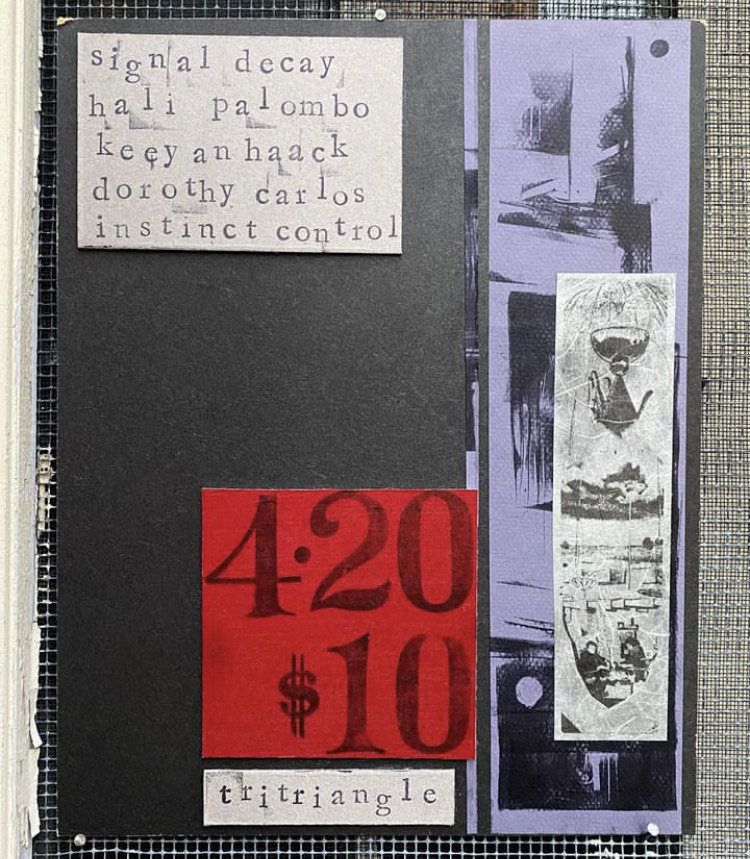 signal decay
hali palombo
keeyan haack
dorothy carlos
instinct control
4·20
$10
tritriangle